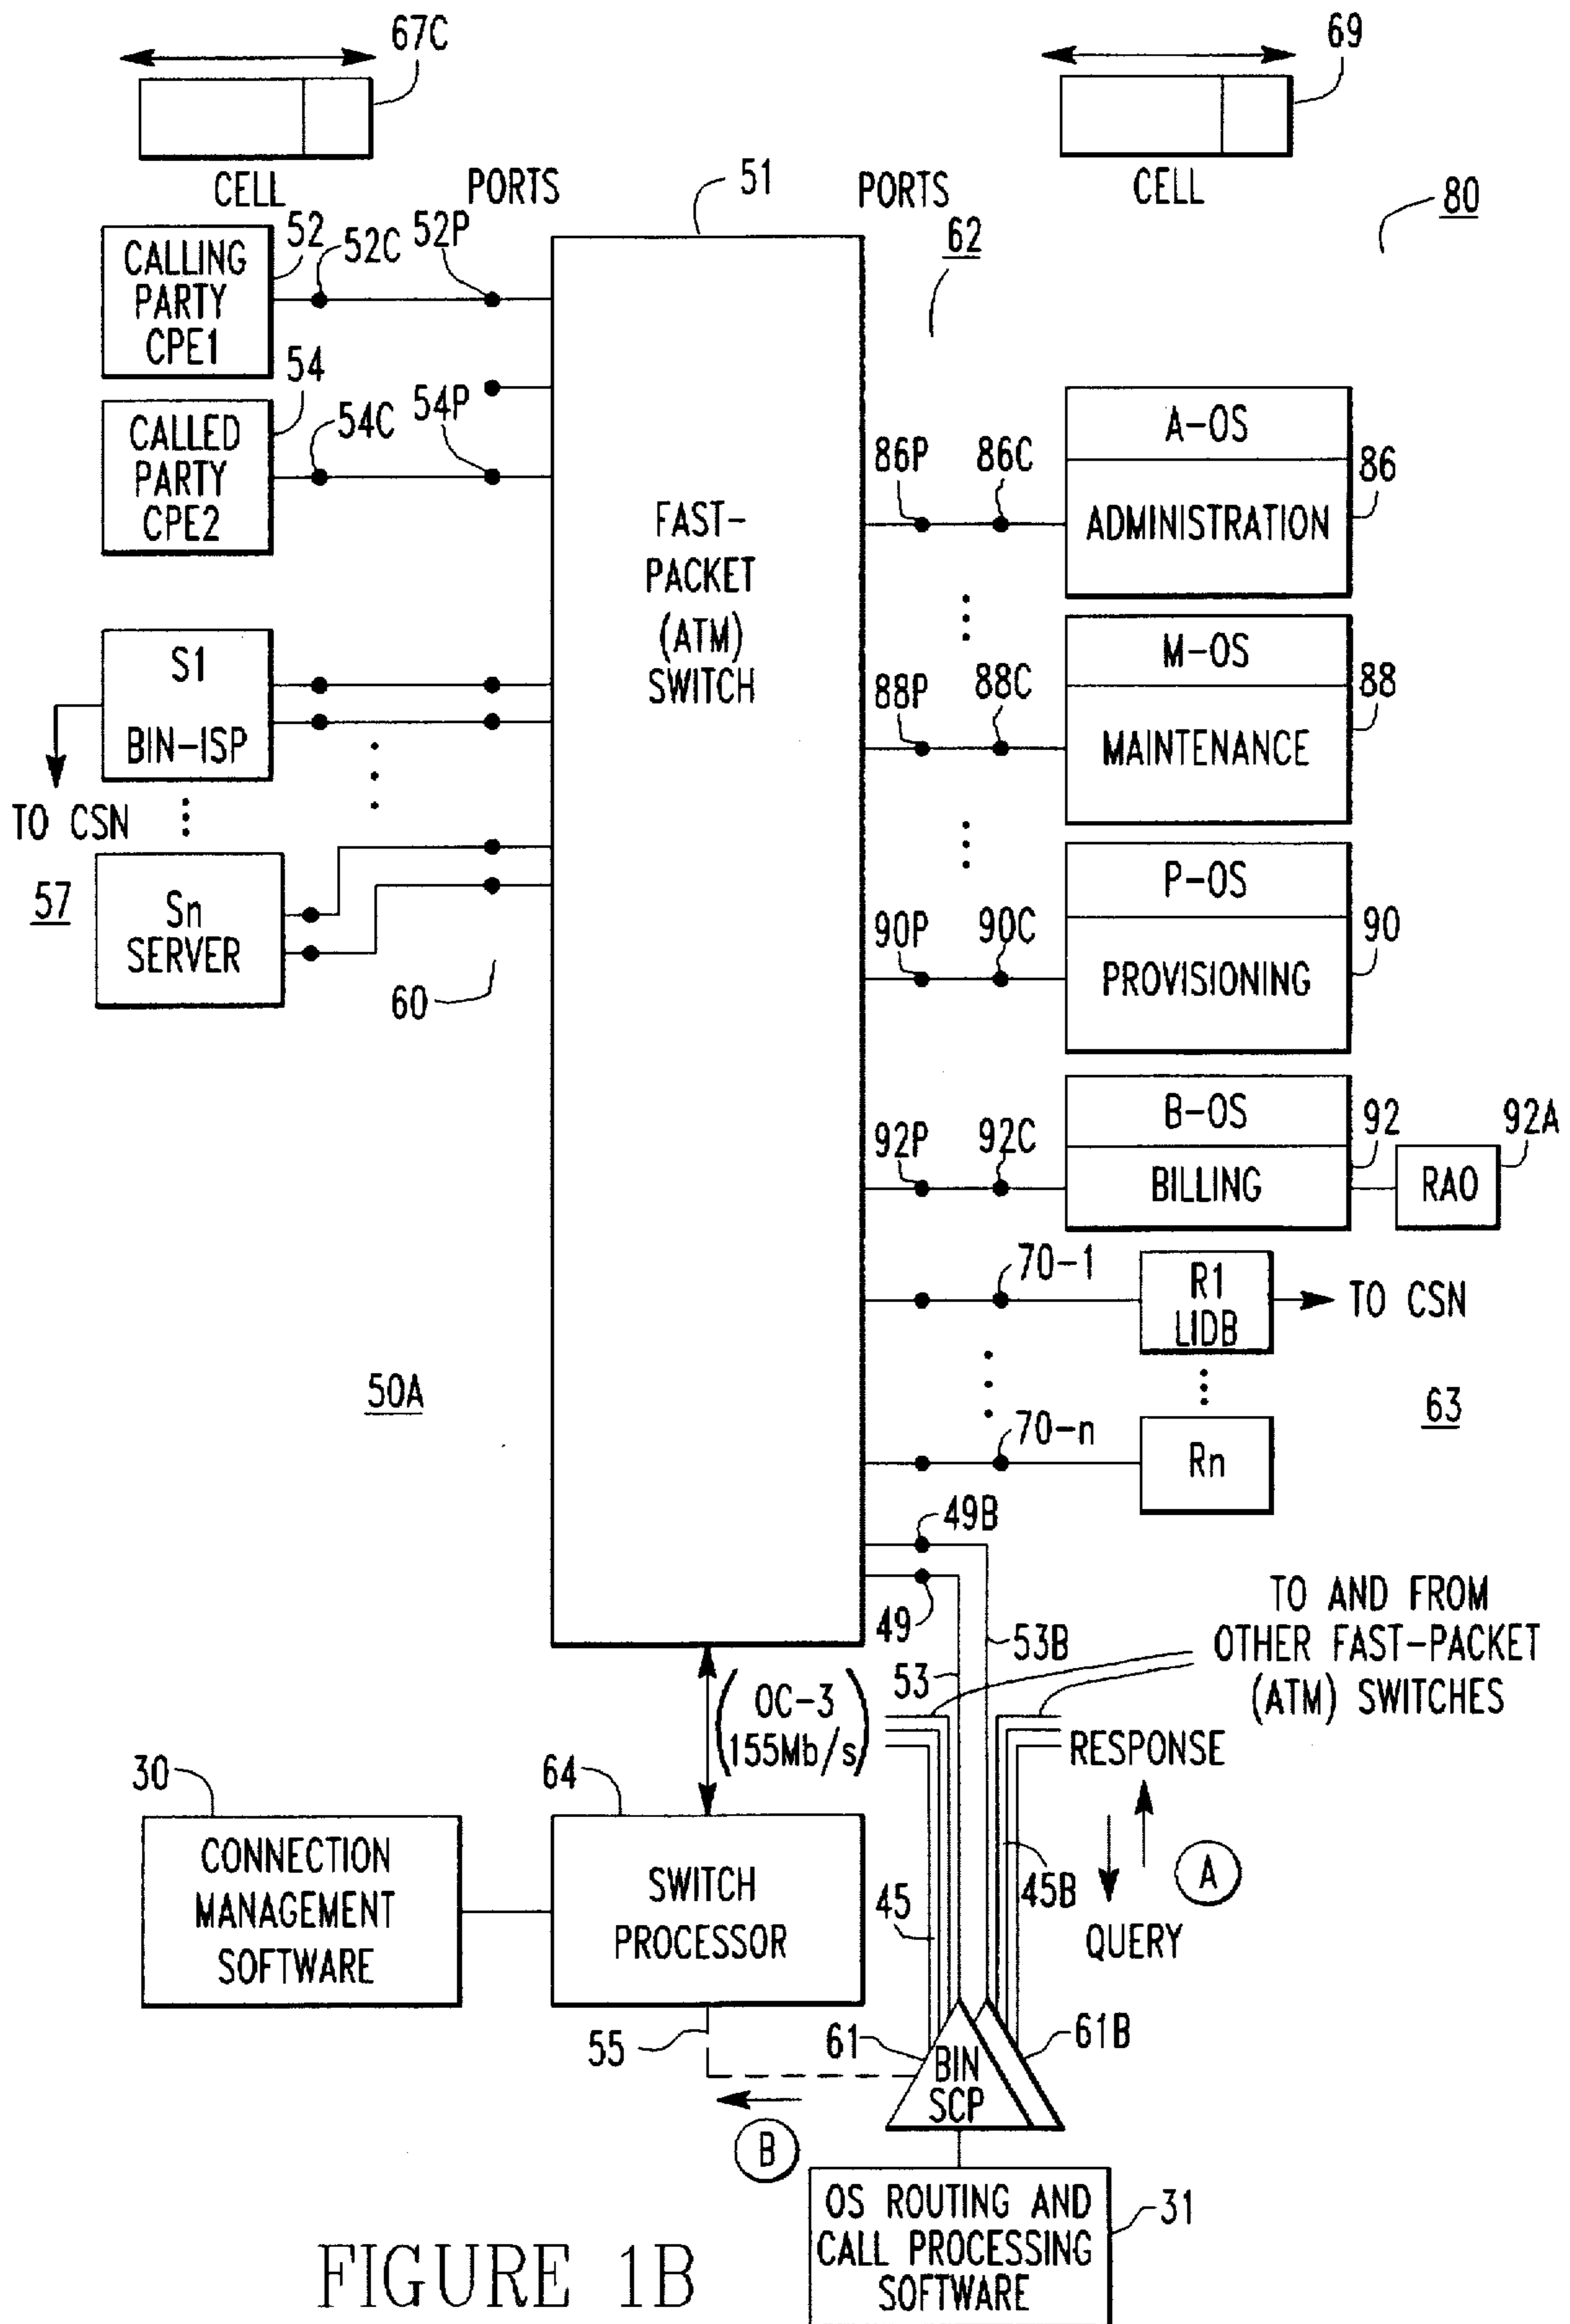 67C
69
CELL
PORTS
51
PORTS
CELL
80
62
CALLING
PARTY
CPE1
52
52C
52P
54
CALLED
PARTY
CPE2
54C
54P
FAST-
PACKET
(ATM)
SWITCH
86P
86C
A-OS
ADMINISTRATION
86
S1
BIN-ISP
TO CSN
88P
88C
M-OS
MAINTENANCE
88
57
Sn
SERVER
60
90P
90C
P-OS
PROVISIONING
90
92P
92C
B-OS
BILLING
92
92A
RAO
70-1
R1
LIDB
TO CSN
50A
63
70-n
Rn
49B
49
53B
53
TO AND FROM
OTHER FAST-PACKET
(ATM) SWITCHES
(OC-3
155Mb/s)
RESPONSE
30
64
CONNECTION
MANAGEMENT
SOFTWARE
SWITCH
PROCESSOR
45
45B
A
QUERY
55
61
BIN
SCP
61B
B
OS ROUTING AND
CALL PROCESSING
SOFTWARE
31
FIGURE 1B